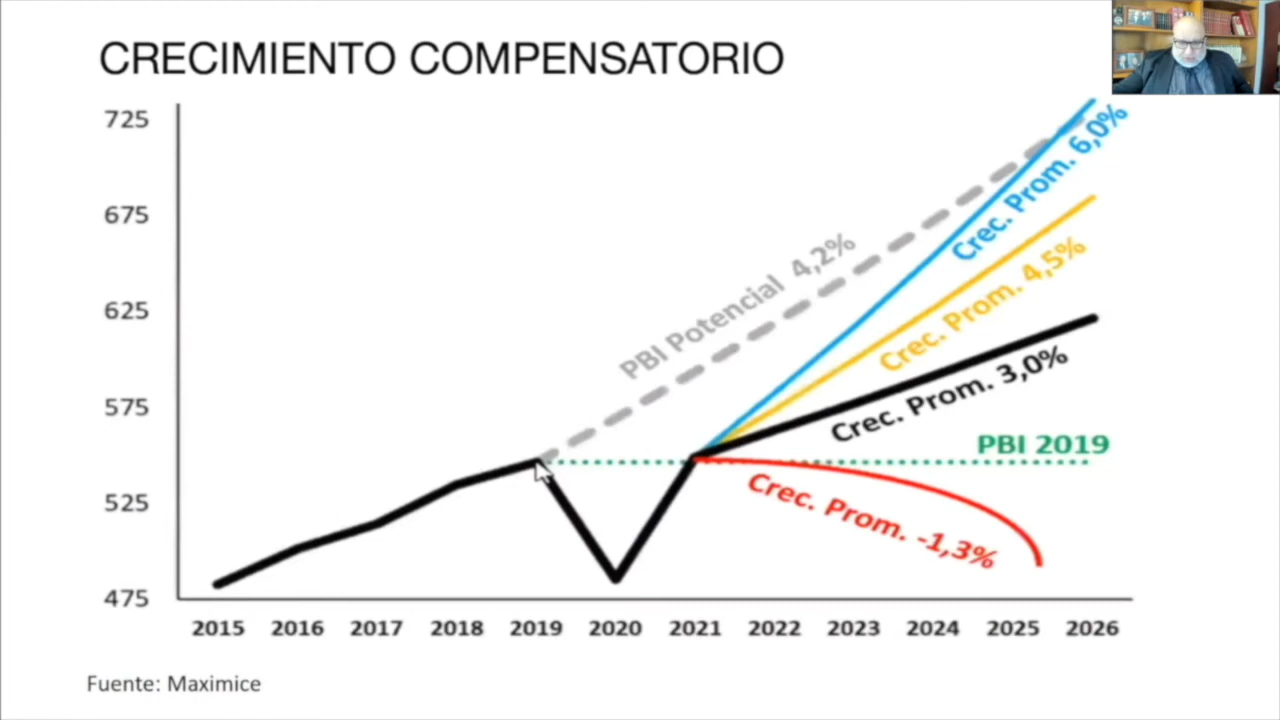 CRECIMIENTO COMPENSATORIO
725
675
625
575
525
475
PBI Potencial 4,2%
Crec. Prom. 6,0%
Crec. Prom. 4,5%
Crec. Prom. 3,0%
PBI 2019
Crec. Prom. -1,3%
2015 2016 2017 2018 2019 2020 2021 2022 2023 2024 2025 2026
Fuente: Maximice